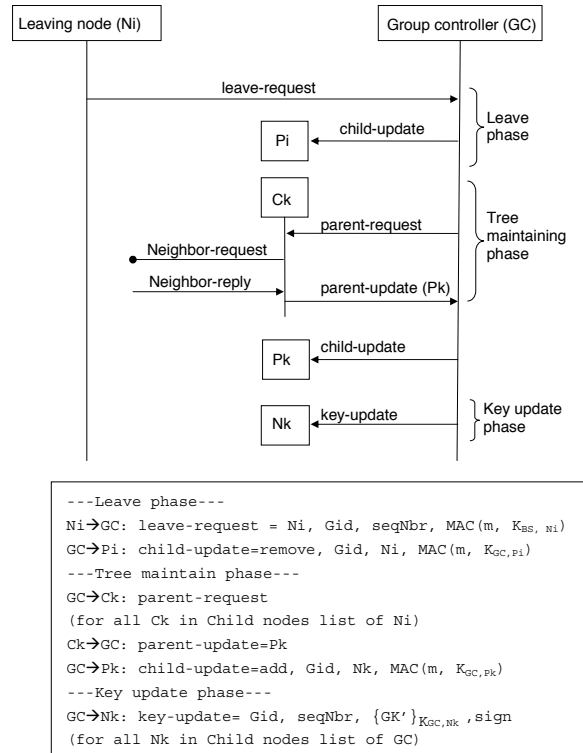 Leaving node (Ni)
Group controller (GC)
leave-request
Leave
phase
child-update
Pi
Ck
parent-request
Tree
maintaining
phase
Neighbor-request
Neighbor-reply
parent-update (Pk)
child-update
Pk
key-update
Nk
Key update
phase
---Leave phase---
Ni→GC: leave-request = Ni, Gid, seqNbr, MAC(m, KBS, Ni)
GC→Pi: child-update=remove, Gid, Ni, MAC(m, KGC,Pi)
---Tree maintain phase---
GC→Ck: parent-request
(for all Ck in Child nodes list of Ni)
Ck→GC: parent-update=Pk
GC→Pk: child-update=add, Gid, Nk, MAC(m, KGC,Pk)
---Key update phase---
GC→Nk: key-update= Gid, seqNbr, {GK'}KGC,Nk ,sign
(for all Nk in Child nodes list of GC)